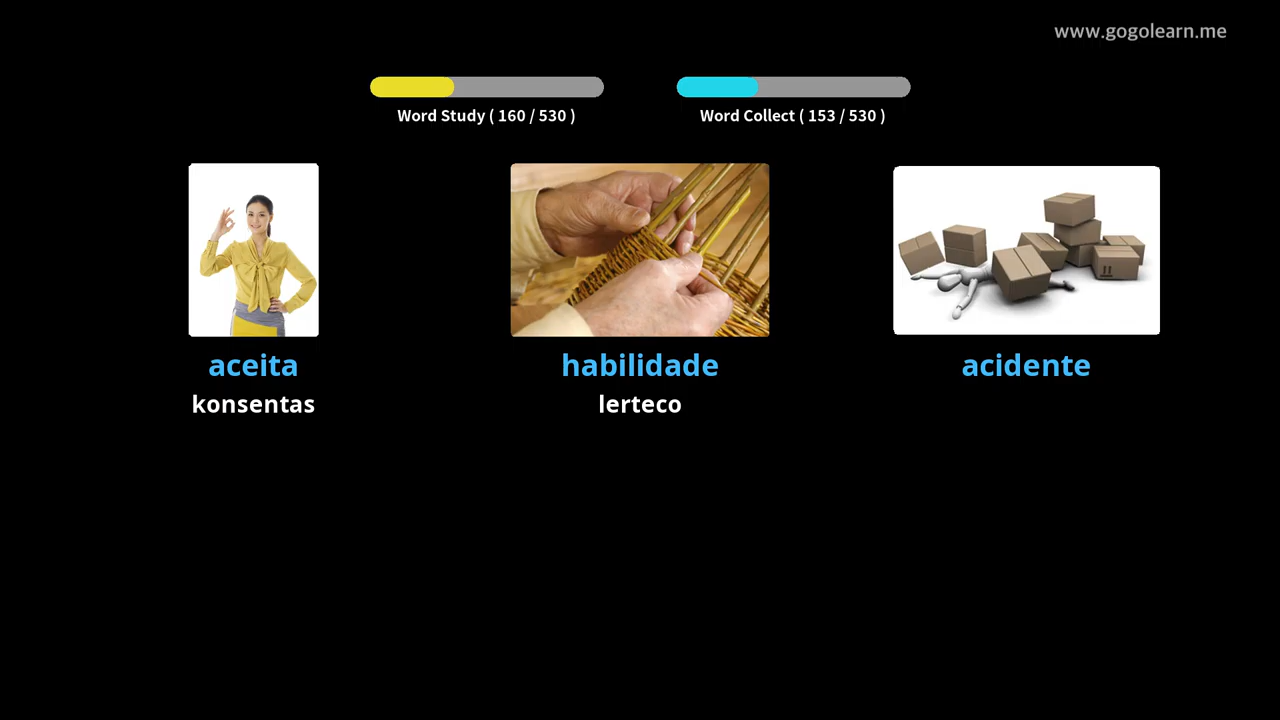 www.gogolearn.me
Word Study ( 160 / 530 )
Word Collect ( 153 / 530 )
aceita
konsentas
habilidade
lerteco
acidente